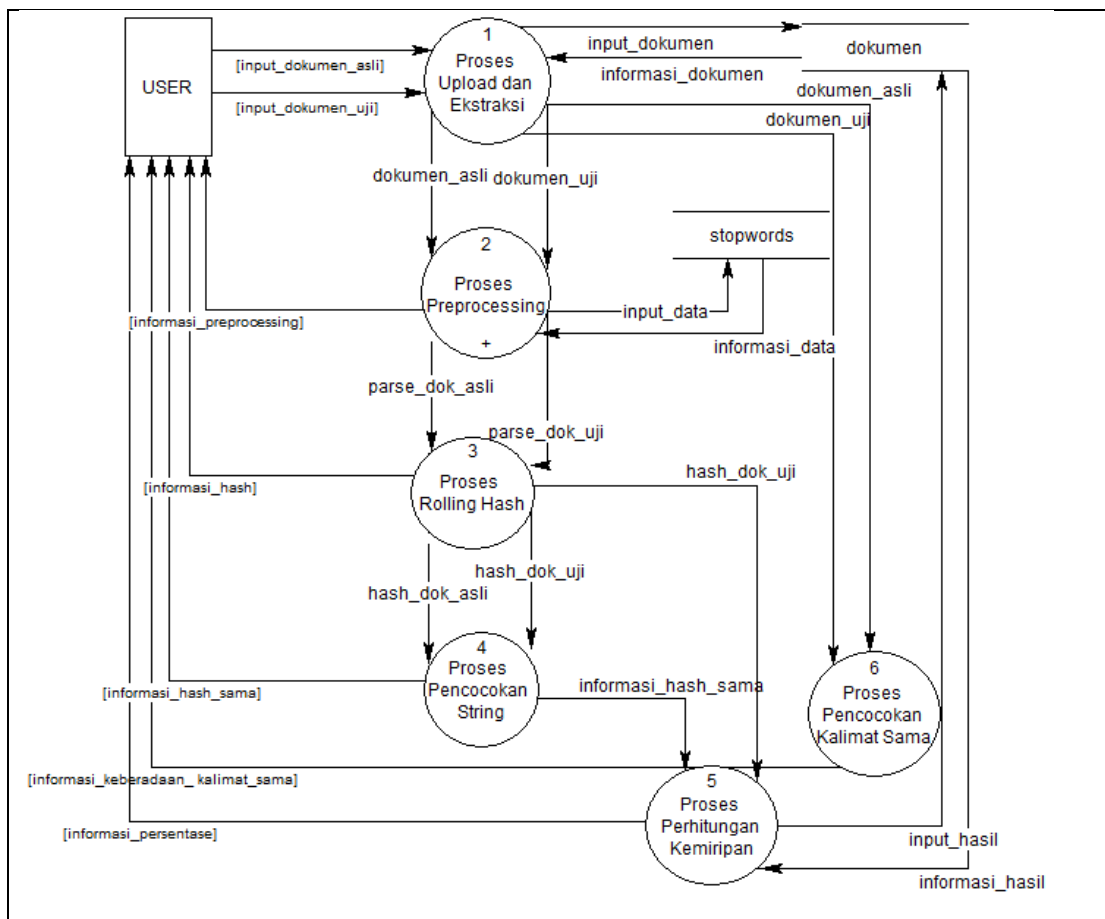 USER
[input_dokumen_asli]
[input_dokumen_uji]
1
Proses
Upload dan
Ekstraksi
input_dokumen
informasi_dokumen
dokumen
dokumen_asli
dokumen_uji
dokumen_asli
dokumen_uji
2
Proses
Preprocessing
+
stopwords
input_data
informasi_data
[informasi_preprocessing]
parse_dok_asli
parse_dok_uji
3
Proses
Rolling Hash
[informasi_hash]
hash_dok_uji
hash_dok_uji
hash_dok_asli
4
Proses
Pencocokan
String
[informasi_hash_sama]
informasi_hash_sama
6
Proses
Pencocokan
Kalimat Sama
[informasi_keberadaan_ kalimat_sama]
5
Proses
Perhitungan
Kemiripan
[informasi_persentase]
input_hasil
informasi_hasil